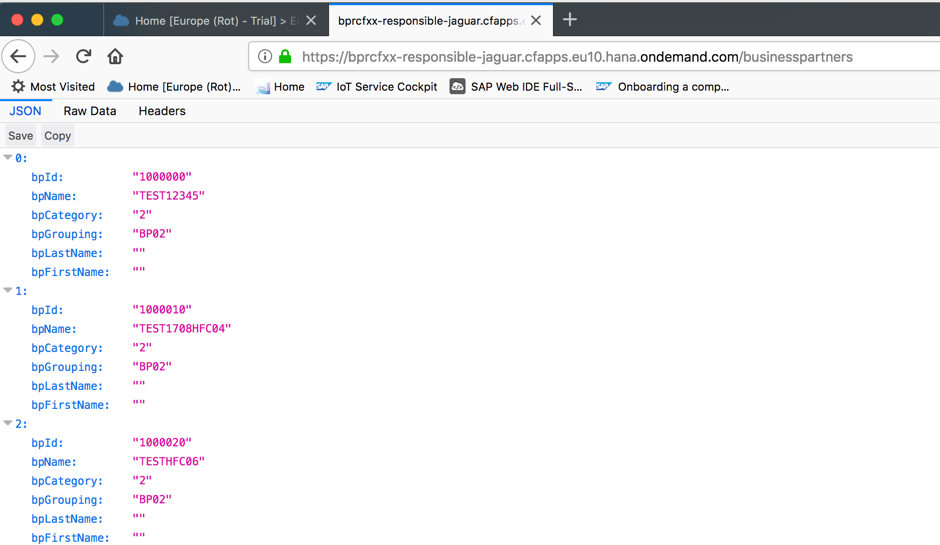 Home [Europe (Rot) - Trial] > E
bprcfxx-responsible-jaguar.cfapps.
https://bprcfxx-responsible-jaguar.cfapps.eu10.hana.ondemand.com/businesspartners
Most Visited Home [Europe (Rot)... Home SAP IoT Service Cockpit SAP Web IDE Full-S... SAP Onboarding a comp...
JSON Raw Data Headers
Save Copy
0:
bpId: "1000000"
bpName: "TEST12345"
bpCategory: "2"
bpGrouping: "BP02"
bpLastName: ""
bpFirstName: ""
1:
bpId: "1000010"
bpName: "TEST1708HFC04"
bpCategory: "2"
bpGrouping: "BP02"
bpLastName: ""
bpFirstName: ""
2:
bpId: "1000020"
bpName: "TESTHFC06"
bpCategory: "2"
bpGrouping: "BP02"
bpLastName: ""
bpFirstName: ""